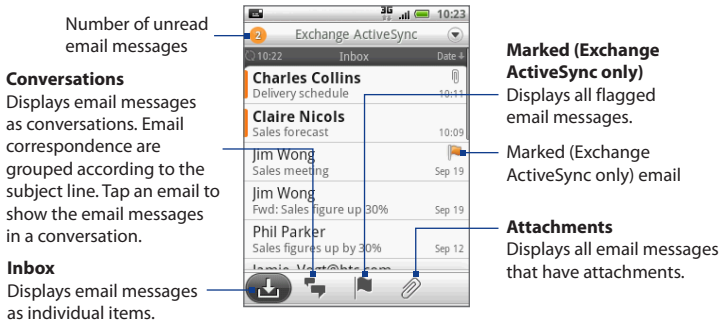 Number of unread
email messages
Conversations
Displays email messages
as conversations. Email
correspondence are
grouped according to the
subject line. Tap an email to
show the email messages
in a conversation.
Inbox
Displays email messages
as individual items.
3G 10:23
2 Exchange ActiveSync
10:22 Inbox Date
Charles Collins
Delivery schedule 10:11
Claire Nicols
Sales forecast 10:09
Jim Wong
Sales meeting Sep 19
Jim Wong
Fwd: Sales figure up 30% Sep 19
Phil Parker
Sales figures up by 30% Sep 12
Marked (Exchange
ActiveSync only)
Displays all flagged
email messages.
Marked (Exchange
ActiveSync only) email
Attachments
Displays all email messages
that have attachments.